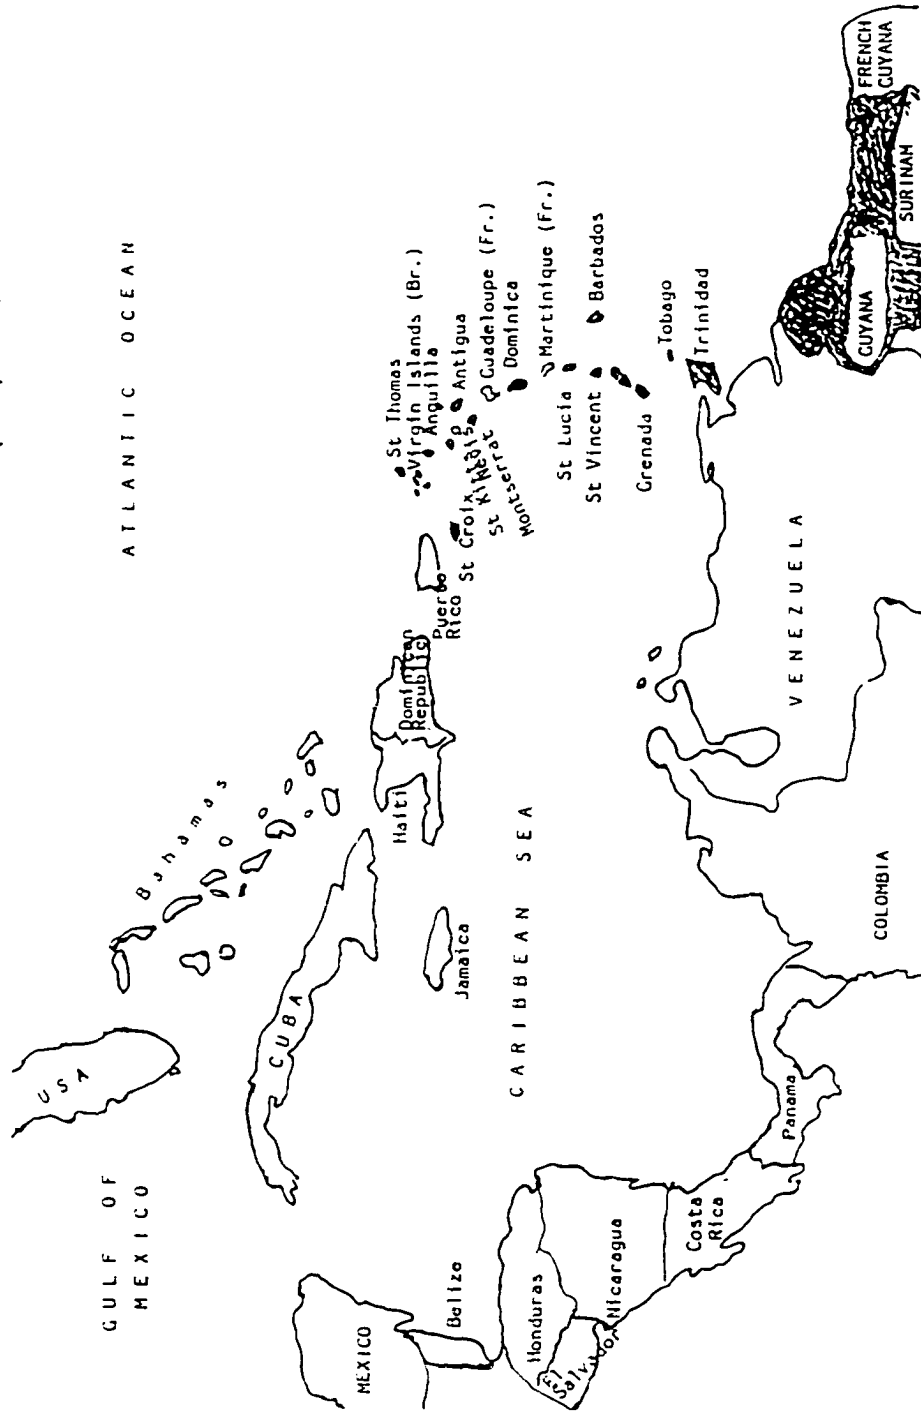 ATLANTIC OCEAN
GULF OF
MEXICO
USA
Bahamas
CUBA
MEXICO
Belize
Jamaica
Haiti
Dominican
Republic
Puerto
Rico
St Thomas
Virgin Islands (Br.)
Anguilla
St Croix
St Kitts
Nevis
Antigua
Montserrat
Guadeloupe (Fr.)
Dominica
Martinique (Fr.)
St Lucia
St Vincent
Barbados
Grenada
Tobago
Trinidad
CARIBBEAN SEA
Honduras
El
Salvador
Nicaragua
Costa
Rica
Panama
COLOMBIA
VENEZUELA
GUYANA
SURINAM
FRENCH
GUYANA